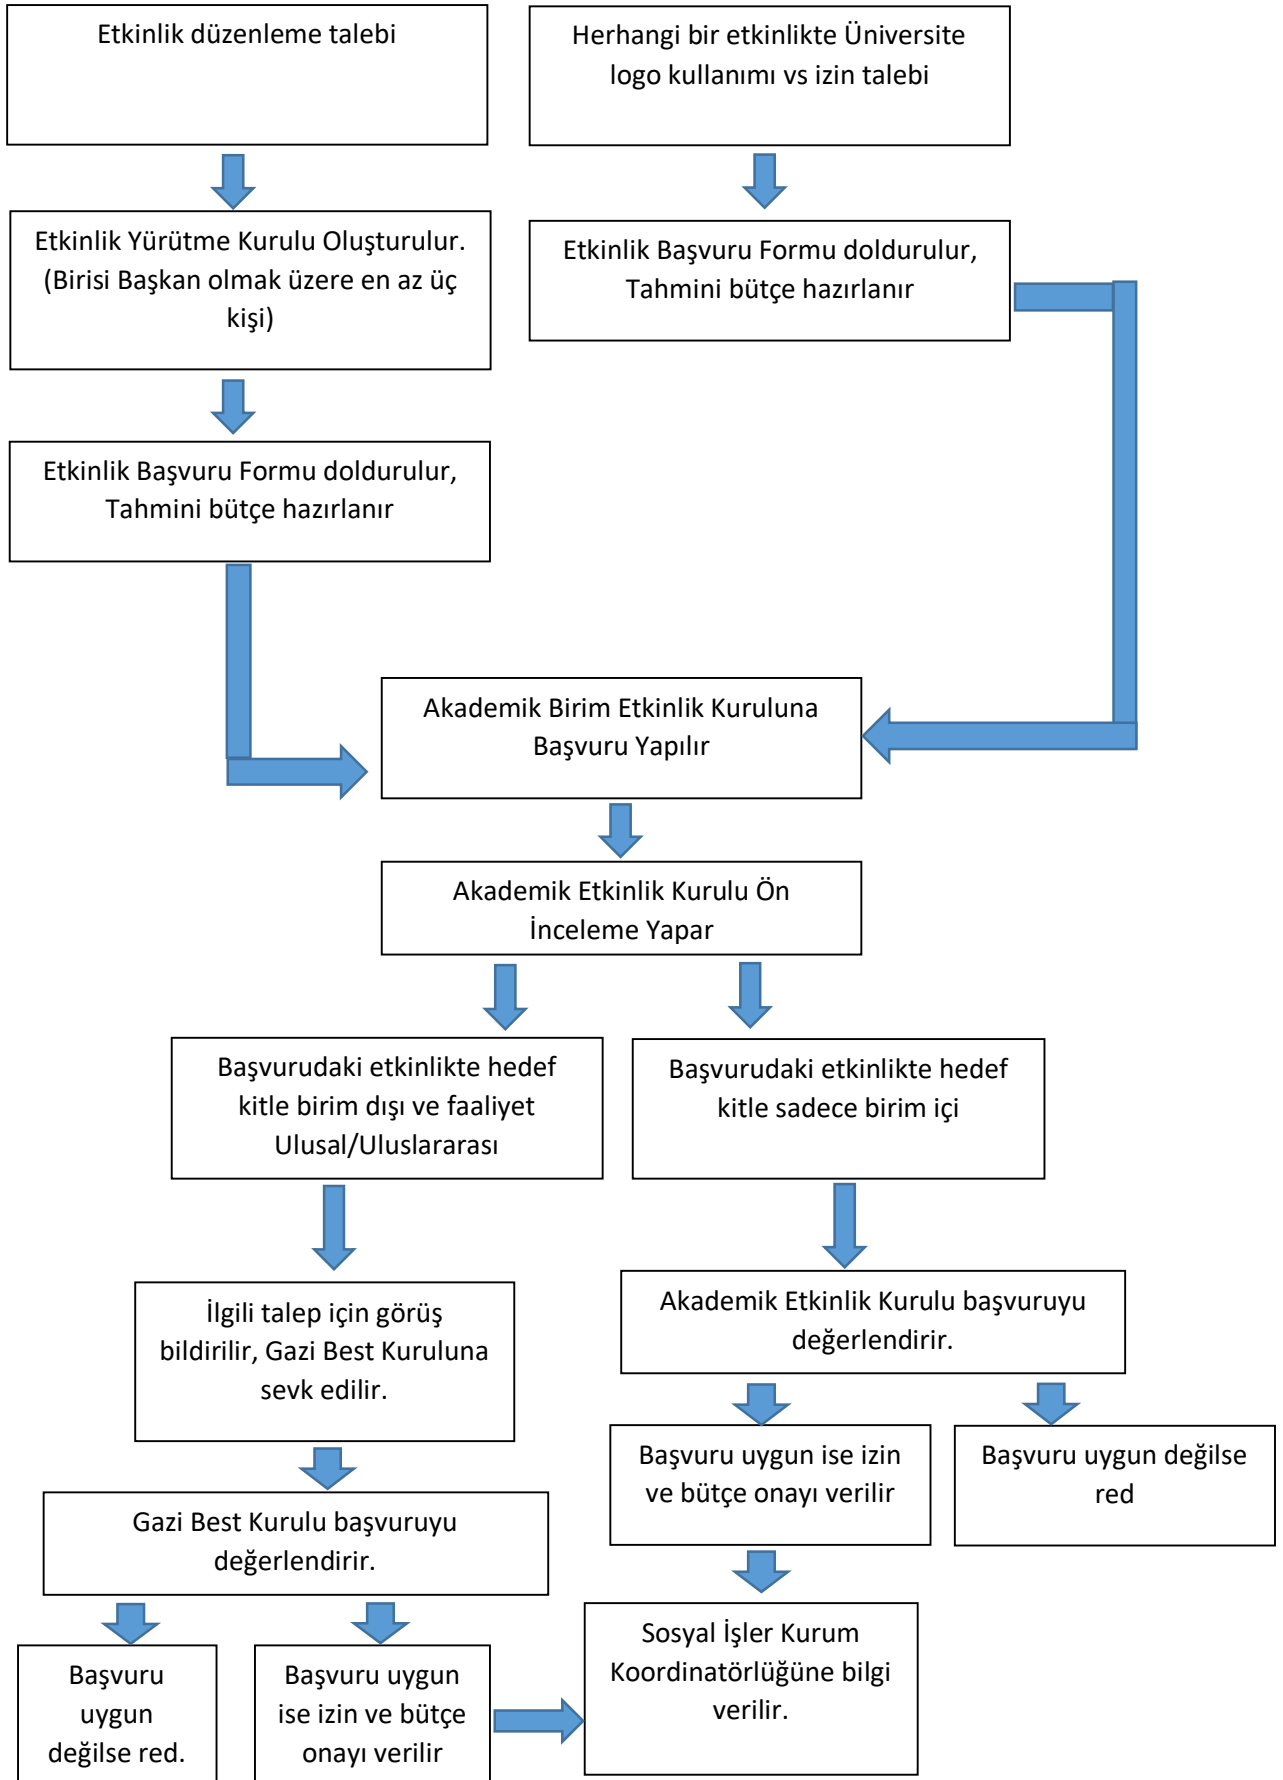 Etkinlik düzenleme talebi
Herhangi bir etkinlikte Üniversite
logo kullanımı vs izin talebi
Etkinlik Yürütme Kurulu Oluşturulur.
(Birisi Başkan olmak üzere en az üç
kişi)
Etkinlik Başvuru Formu doldurulur,
Tahmini bütçe hazırlanır
Etkinlik Başvuru Formu doldurulur,
Tahmini bütçe hazırlanır
Akademik Birim Etkinlik Kuruluna
Başvuru Yapılır
Akademik Etkinlik Kurulu Ön
İnceleme Yapar
Başvurudaki etkinlikte hedef
kitle birim dışı ve faaliyet
Ulusal/Uluslararası
Başvurudaki etkinlikte hedef
kitle sadece birim içi
İlgili talep için görüş
bildirilir, Gazi Best Kuruluna
sevk edilir.
Akademik Etkinlik Kurulu başvuruyu
değerlendirir.
Başvuru uygun ise izin
ve bütçe onayı verilir
Başvuru uygun değilse
red
Gazi Best Kurulu başvuruyu
değerlendirir.
Başvuru
uygun
değilse red.
Başvuru uygun
ise izin ve bütçe
onayı verilir
Sosyal İşler Kurum
Koordinatörlüğüne bilgi
verilir.